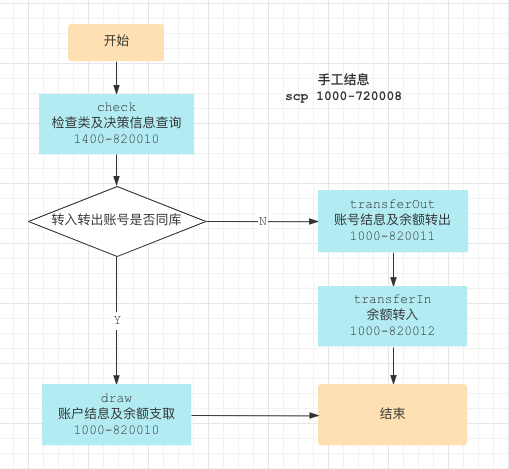 开始
手工结息
scp 1000-720008
check
检查类及决策信息查询
1400-820010
转入转出账号是否同库
N
transferOut
账号结息及余额转出
1000-820011
transferIn
余额转入
1000-820012
Y
draw
账户结息及余额支取
1000-820010
结束